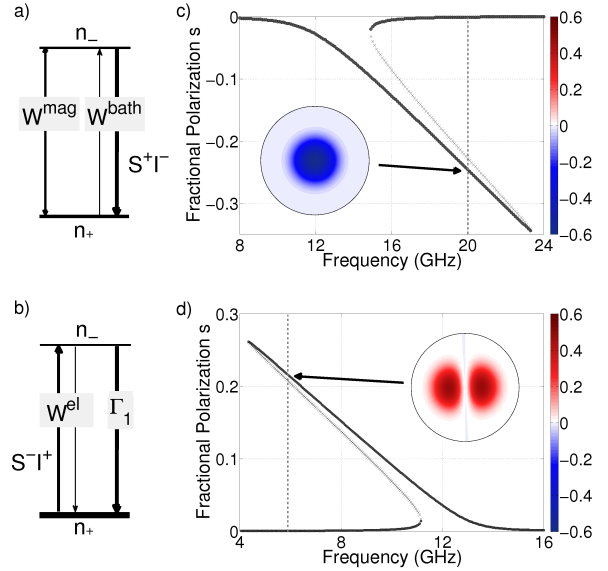 a)
n₋
W^mag
W^bath
S⁺I⁻
n₊
c)
Fractional Polarization s
0
−0.1
−0.2
−0.3
8
12
16
20
24
Frequency (GHz)
0.6
0.4
0.2
0
−0.2
−0.4
−0.6
b)
n₋
W^el
Γ₁
S⁻I⁺
n₊
d)
Fractional Polarization s
0.3
0.2
0.1
0
4
8
12
16
Frequency (GHz)
0.6
0.4
0.2
0
−0.2
−0.4
−0.6